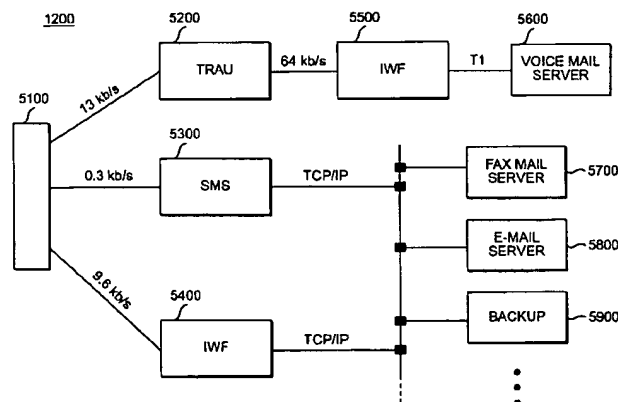 1200
5200
5500
5600
TRAU
64 kb/s
IWF
T1
VOICE MAIL
SERVER
5100
13 kb/s
5300
0.3 kb/s
SMS
TCP/IP
FAX MAIL
SERVER
5700
E-MAIL
SERVER
5800
9.6 kb/s
5400
IWF
TCP/IP
BACKUP
5900